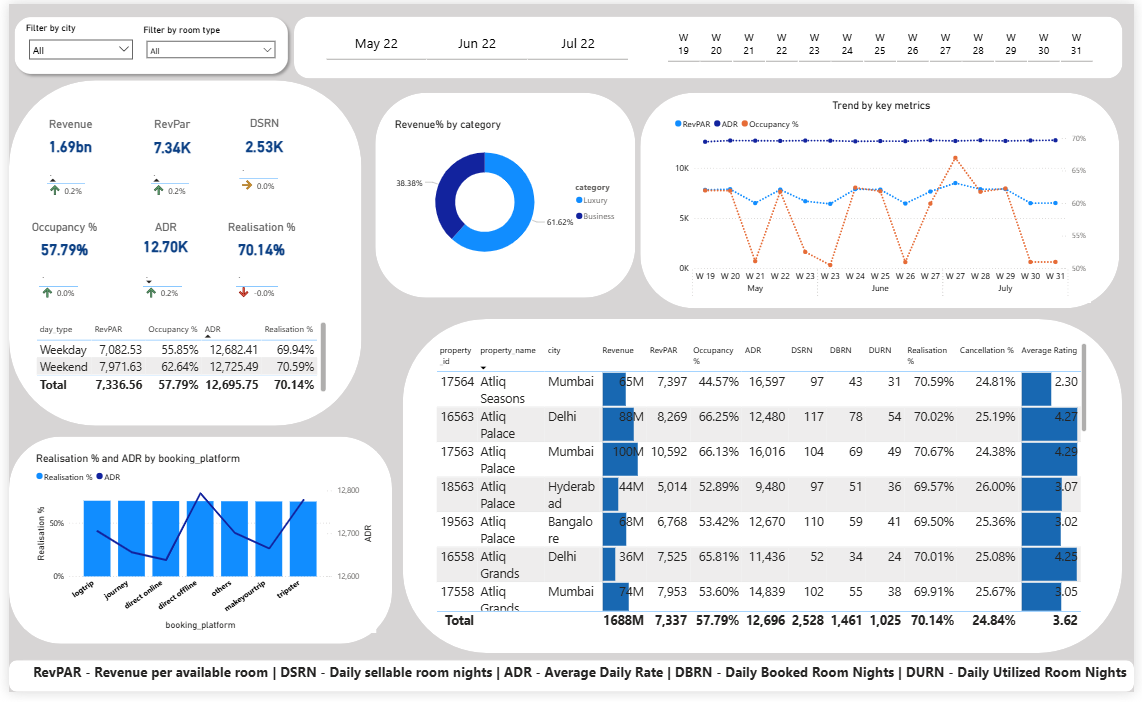 Filter by city
All
Filter by room type
All
May 22 Jun 22 Jul 22
W 19 W 20 W 21 W 22 W 23 W 24 W 25 W 26 W 27 W 28 W 29 W 30 W 31
Revenue RevPar DSRN
1.69bn 7.34K 2.53K
0.2% 0.2% 0.0%
Occupancy % ADR Realisation %
57.79% 12.70K 70.14%
0.0% 0.2% -0.0%
day_type RevPAR Occupancy % ADR Realisation %
Weekday 7,082.53 55.85% 12,682.41 69.94%
Weekend 7,971.63 62.64% 12,725.49 70.59%
Total 7,336.56 57.79% 12,695.75 70.14%
Revenue% by category
38.38%
61.62%
category
Luxury
Business
Trend by key metrics
RevPAR ADR Occupancy %
70%
10K
65%
60%
5K
55%
0K 50%
W 19 W 20 W 21 W 22 W 23 W 23 W 24 W 25 W 26 W 27 W 27 W 28 W 29 W 30 W 31
May June July
Realisation % and ADR by booking_platform
Realisation % ADR
12,800
50%
12,700
0% 12,600
Realisation %
ADR
logtrip
journey
direct online
direct offline
others
makeyourtrip
tripster
booking_platform
property_id property_name city Revenue RevPAR Occupancy % ADR DSRN DBRN DURN Realisation % Cancellation % Average Rating
17564 Atliq Mumbai 65M 7,397 44.57% 16,597 97 43 31 70.59% 24.81% 2.30
Seasons
16563 Atliq Delhi 88M 8,269 66.25% 12,480 117 78 54 70.02% 25.19% 4.27
Palace
17563 Atliq Mumbai 100M 10,592 66.13% 16,016 104 69 49 70.67% 24.38% 4.29
Palace
18563 Atliq Hyderab 44M 5,014 52.89% 9,480 97 51 36 69.57% 26.00% 3.07
Palace ad
19563 Atliq Bangalo 68M 6,768 53.42% 12,670 110 59 41 69.50% 25.36% 3.02
Palace re
16558 Atliq Delhi 36M 7,525 65.81% 11,436 52 34 24 70.01% 25.08% 4.25
Grands
17558 Atliq Mumbai 74M 7,953 53.60% 14,839 102 55 38 69.91% 25.67% 3.05
Grands
Total 1688M 7,337 57.79% 12,696 2,528 1,461 1,025 70.14% 24.84% 3.62
RevPAR - Revenue per available room | DSRN - Daily sellable room nights | ADR - Average Daily Rate | DBRN - Daily Booked Room Nights | DURN - Daily Utilized Room Nights